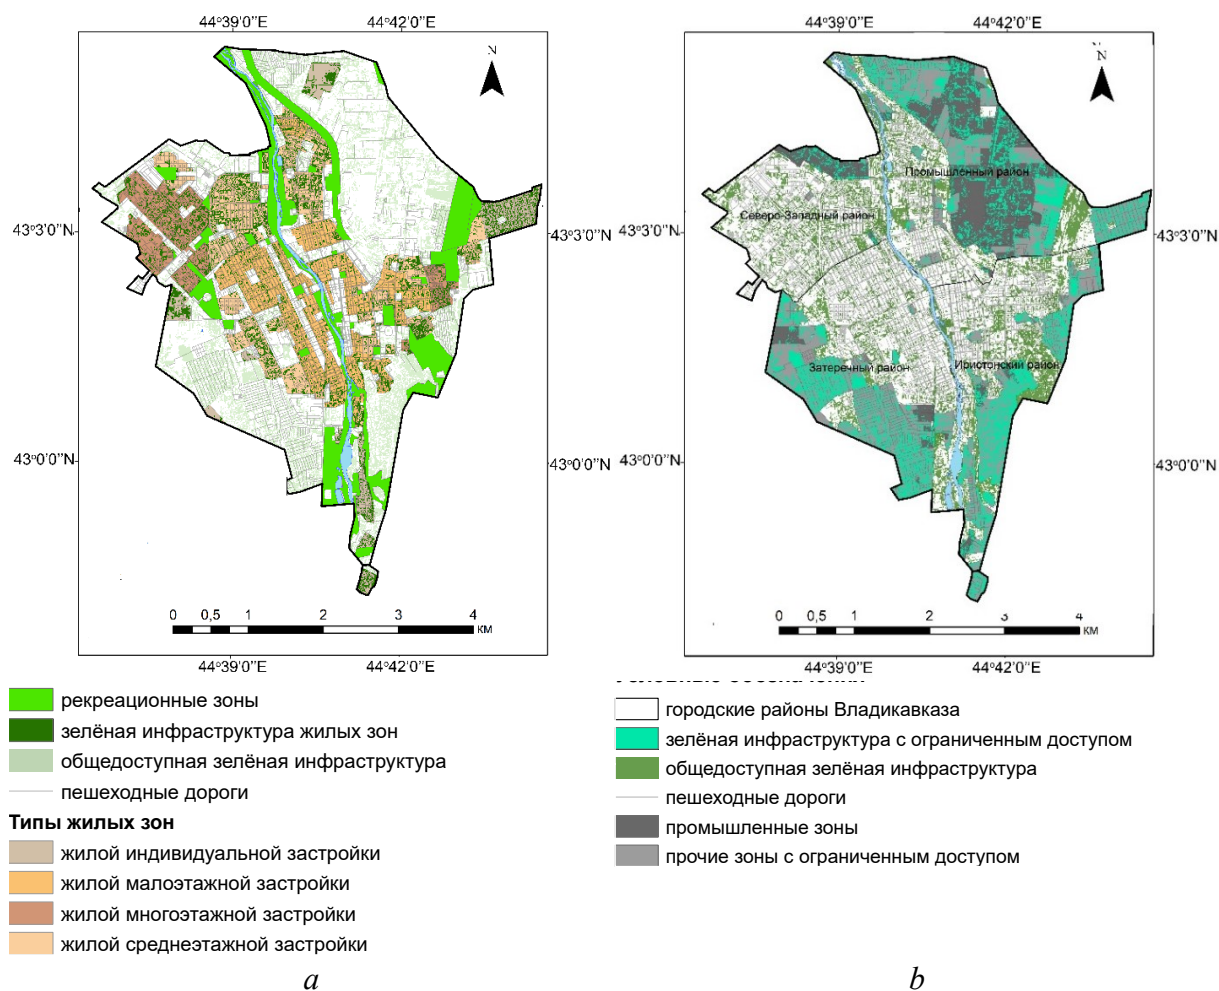 44°39'0"E 44°42'0"E
N
43°3'0"N 43°3'0"N
43°0'0"N 43°0'0"N
0 0,5 1 2 3 4
км
44°39'0"E 44°42'0"E
рекреационные зоны
зелёная инфраструктура жилых зон
общедоступная зелёная инфраструктура
пешеходные дороги
Типы жилых зон
жилой индивидуальной застройки
жилой малоэтажной застройки
жилой многоэтажной застройки
жилой среднеэтажной застройки
a
44°39'0"E 44°42'0"E
N
Промышленный район
Северо-Западный район
43°3'0"N 43°3'0"N
Затеречный район Иристонский район
43°0'0"N 43°0'0"N
0 0,5 1 2 3 4
км
44°39'0"E 44°42'0"E
городские районы Владикавказа
зелёная инфраструктура с ограниченным доступом
общедоступная зелёная инфраструктура
пешеходные дороги
промышленные зоны
прочие зоны с ограниченным доступом
b